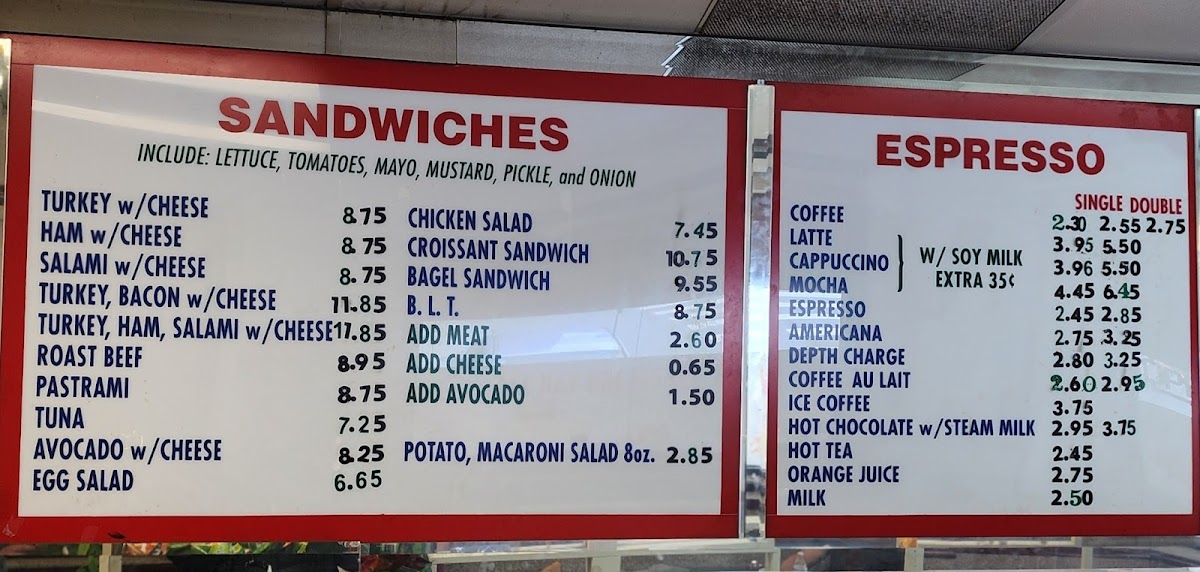 SANDWICHES
INCLUDE: LETTUCE, TOMATOES, MAYO, MUSTARD, PICKLE, and ONION
TURKEY w/CHEESE 8.75
HAM w/CHEESE 8.75
SALAMI w/CHEESE 8.75
TURKEY, BACON w/CHEESE 11.85
TURKEY, HAM, SALAMI w/CHEESE 11.85
ROAST BEEF 8.95
PASTRAMI 8.75
TUNA 7.25
AVOCADO w/CHEESE 8.25
EGG SALAD 6.65
CHICKEN SALAD 7.45
CROISSANT SANDWICH 10.75
BAGEL SANDWICH 9.55
B. L. T. 8.75
ADD MEAT 2.60
ADD CHEESE 0.65
ADD AVOCADO 1.50
POTATO, MACARONI SALAD 8oz. 2.85
ESPRESSO
SINGLE DOUBLE
COFFEE 2.30 2.55 2.75
LATTE 3.95 5.50
CAPPUCCINO 3.96 5.50
MOCHA 4.45 6.45
W/ SOY MILK
EXTRA 35¢
ESPRESSO 2.45 2.85
AMERICANA 2.75 3.25
DEPTH CHARGE 2.80 3.25
COFFEE AU LAIT 2.60 2.95
ICE COFFEE 3.75
HOT CHOCOLATE w/STEAM MILK 2.95 3.75
HOT TEA 2.45
ORANGE JUICE 2.75
MILK 2.50